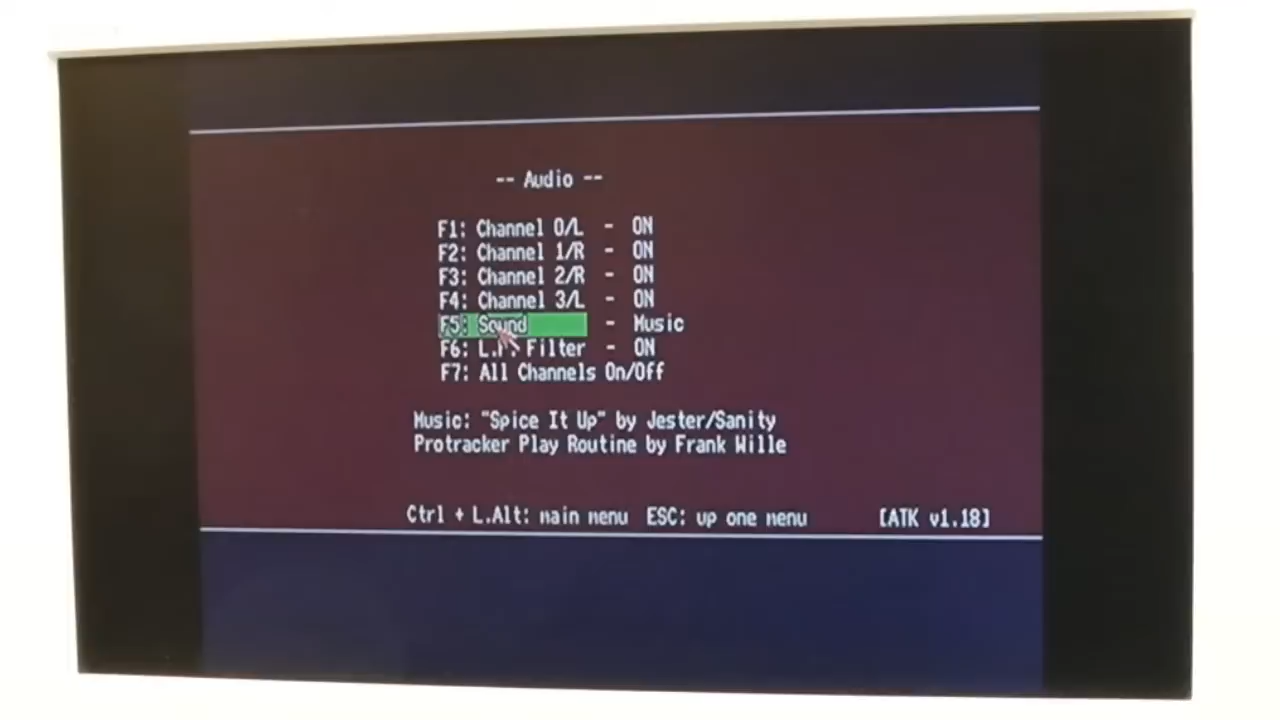 -- Audio --
F1: Channel 0/L - ON
F2: Channel 1/R - ON
F3: Channel 2/R - ON
F4: Channel 3/L - ON
F5: Sound - Music
F6: L.P. Filter - ON
F7: All Channels On/Off
Music: "Spice It Up" by Jester/Sanity
Protracker Play Routine by Frank Wille
Ctrl + L.Alt: main menu ESC: up one menu [ATK v1.18]